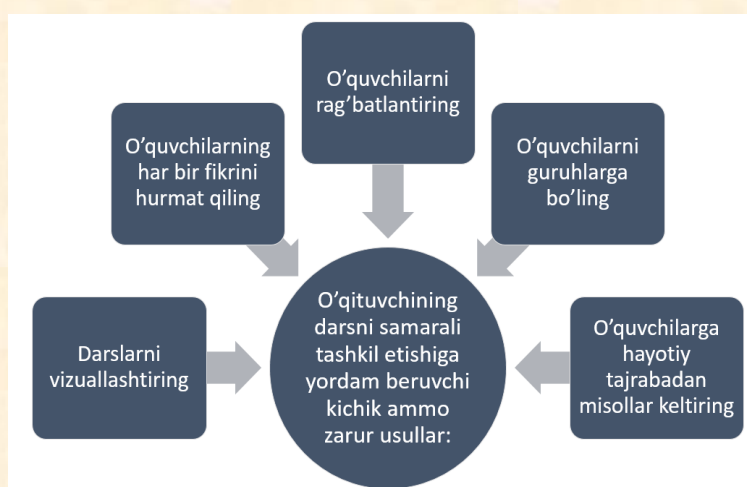 O’quvchilarni
rag’batlantiring
O’quvchilarning
har bir fikrini
hurmat qiling
O’quvchilarni
guruhlarga
bo’ling
Darslarni
vizuallashtiring
O’qituvchining
darsni samarali
tashkil etishiga
yordam beruvchi
kichik ammo
zarur usullar:
O’quvchilarga
hayotiy
tajrabadan
misollar keltiring